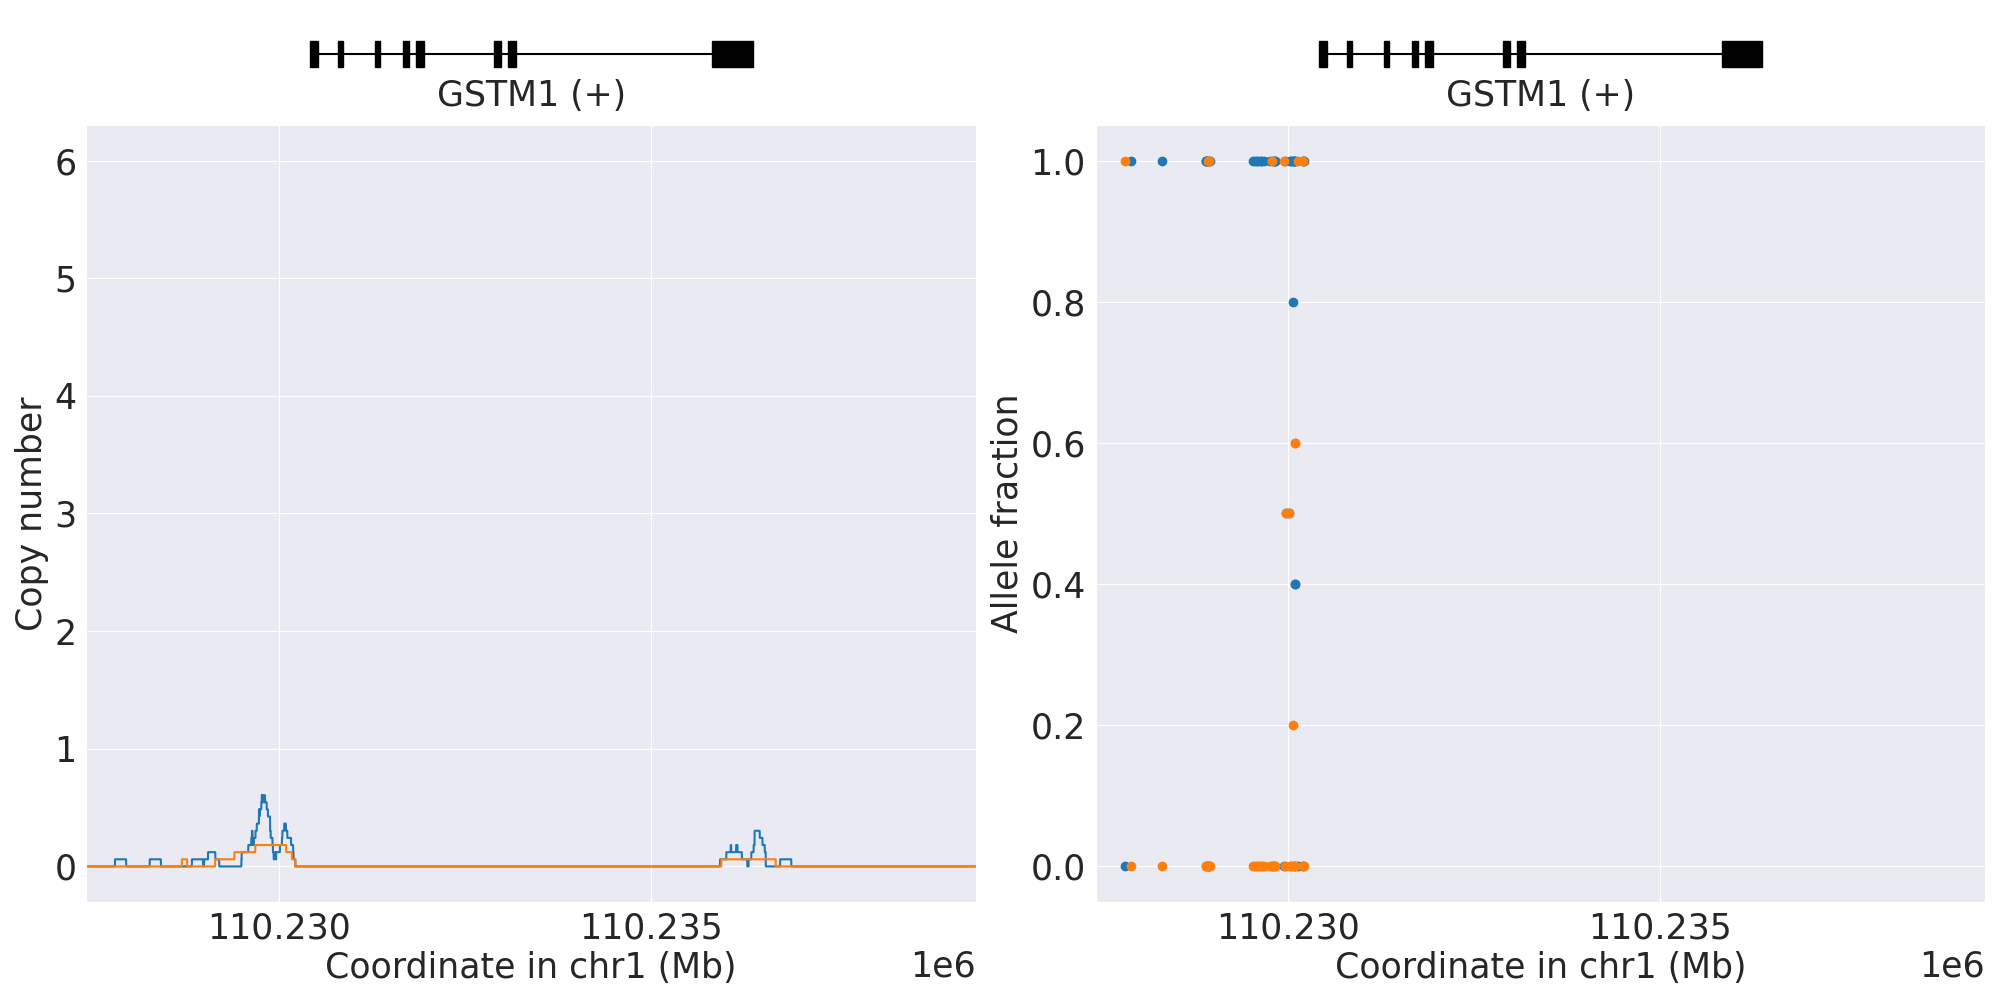 GSTM1 (+)
6
5
4
3
2
1
0
Copy number
110.230
110.235
Coordinate in chr1 (Mb)
1e6
GSTM1 (+)
1.0
0.8
0.6
0.4
0.2
0.0
Allele fraction
110.230
110.235
Coordinate in chr1 (Mb)
1e6